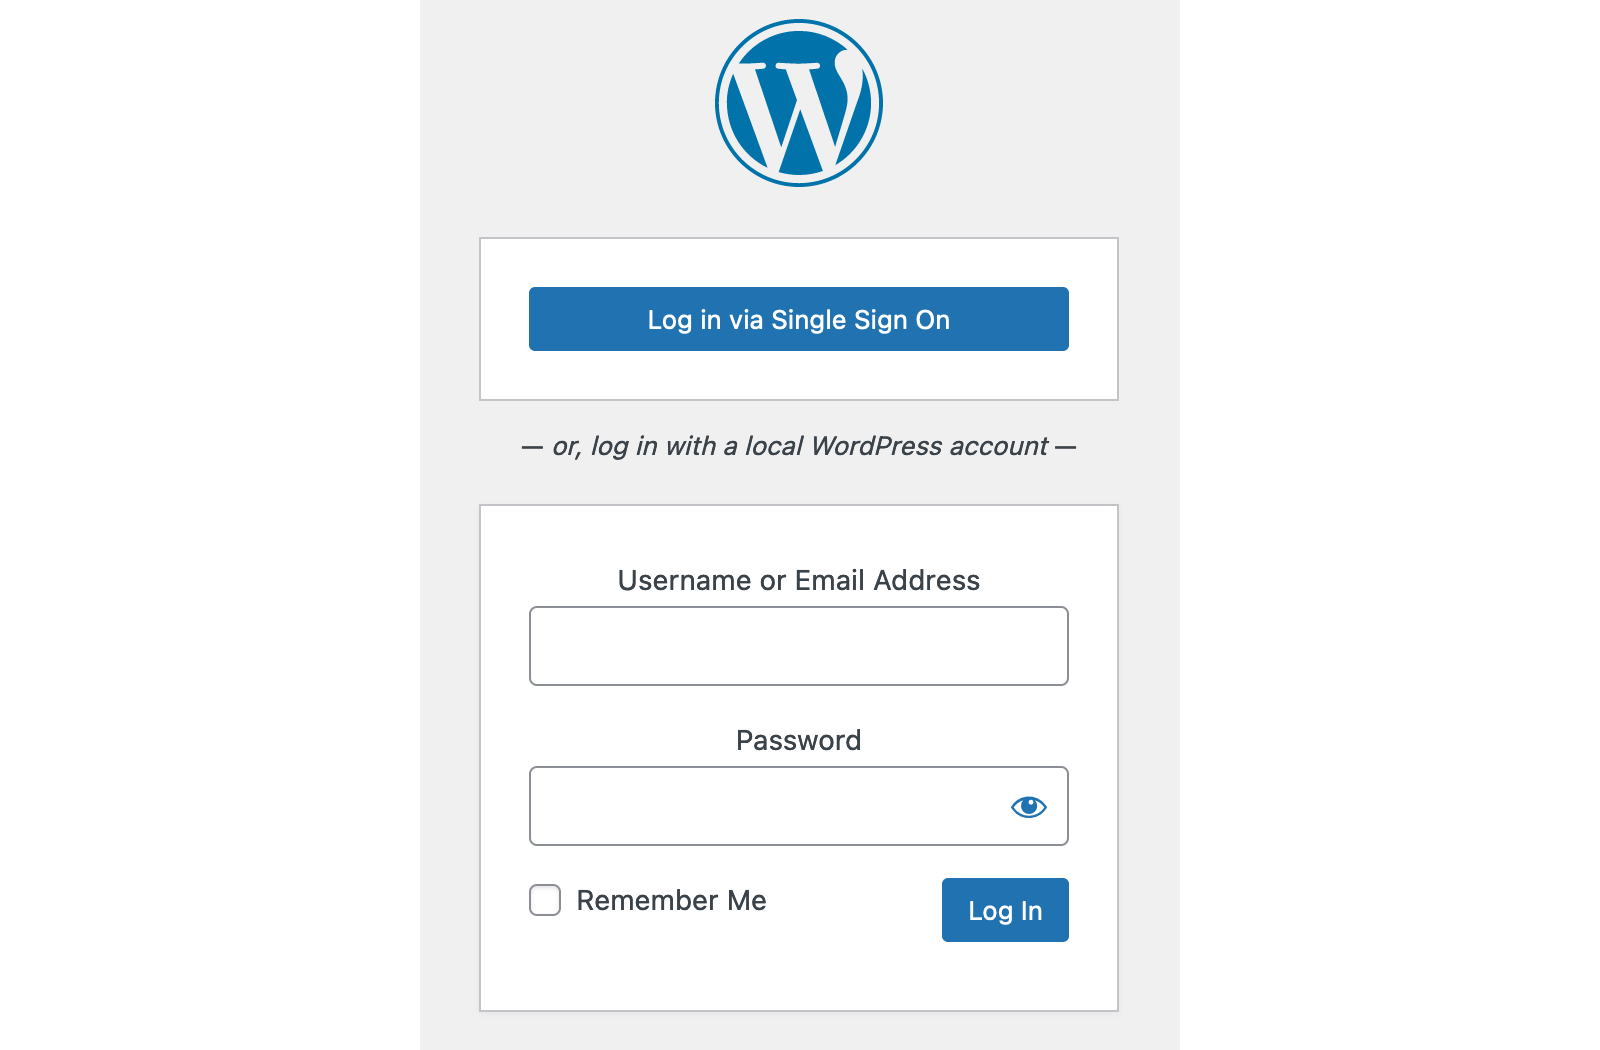 Log in via Single Sign On
— or, log in with a local WordPress account —
Username or Email Address
Password
Remember Me
Log In